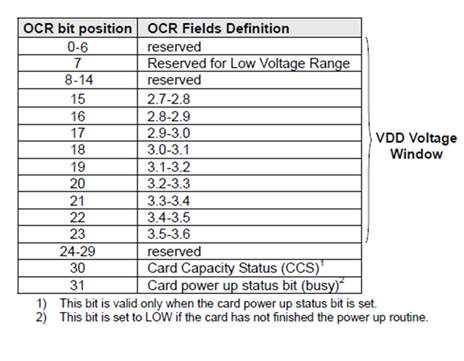 OCR bit position OCR Fields Definition
0-6 reserved
7 Reserved for Low Voltage Range
8-14 reserved
15 2.7-2.8
16 2.8-2.9
17 2.9-3.0
18 3.0-3.1
19 3.1-3.2
20 3.2-3.3
21 3.3-3.4
22 3.4-3.5
23 3.5-3.6
24-29 reserved
30 Card Capacity Status (CCS)1
31 Card power up status bit (busy)2
VDD Voltage
Window
1) This bit is valid only when the card power up status bit is set.
2) This bit is set to LOW if the card has not finished the power up routine.